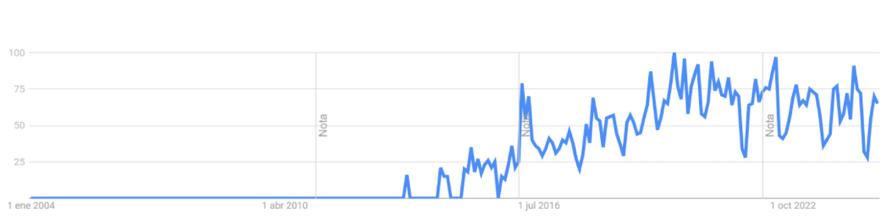 100
75
50
25
Nota
Nota
Nota
1 ene 2004
1 abr 2010
1 jul 2016
1 oct 2022